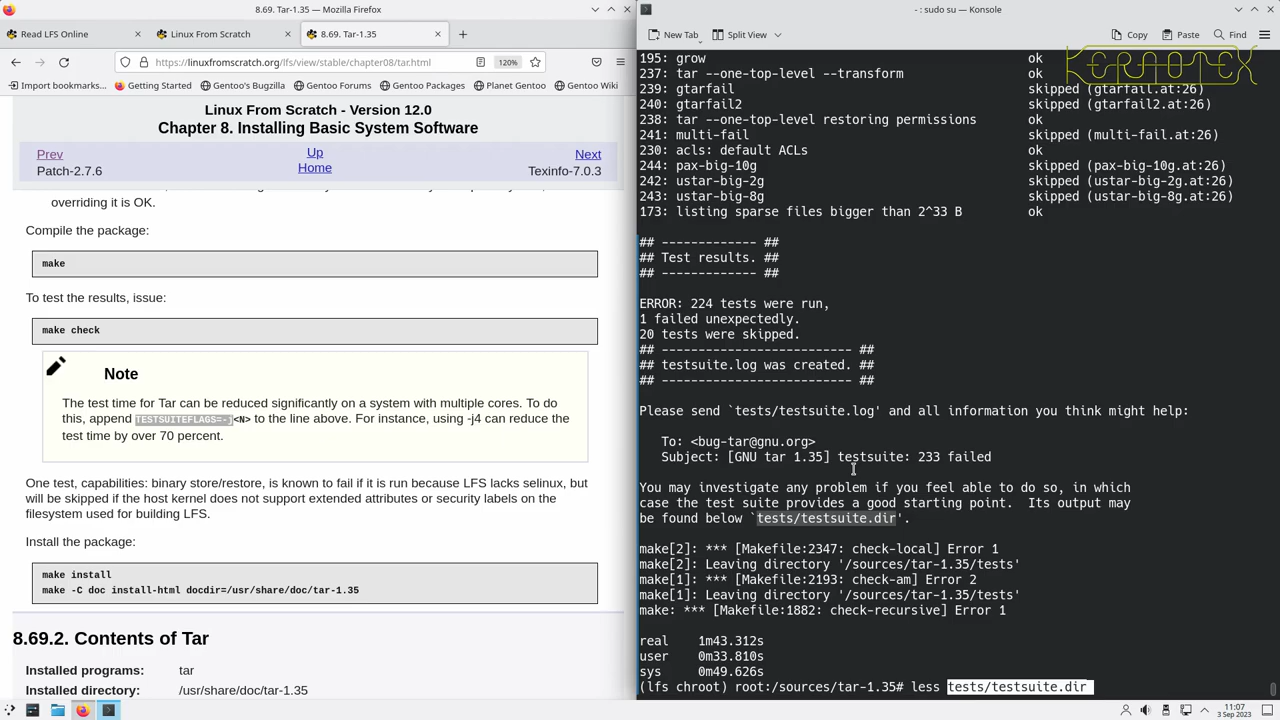 8.69. Tar-1.35 — Mozilla Firefox
Read LFS Online
Linux From Scratch
8.69. Tar-1.35
https://linuxfromscratch.org/lfs/view/stable/chapter08/tar.html
120%
Import bookmarks...
Getting Started
Gentoo's Bugzilla
Gentoo Forums
Gentoo Packages
Planet Gentoo
Gentoo Wiki
Linux From Scratch - Version 12.0
Chapter 8. Installing Basic System Software
Prev
Up
Next
Patch-2.7.6
Home
Texinfo-7.0.3
overriding it is OK.
Compile the package:
make
To test the results, issue:
make check
Note
The test time for Tar can be reduced significantly on a system with multiple cores. To do
this, append TESTSUITEFLAGS=-j<N> to the line above. For instance, using -j4 can reduce the
test time by over 70 percent.
One test, capabilities: binary store/restore, is known to fail if it is run because LFS lacks selinux, but
will be skipped if the host kernel does not support extended attributes or security labels on the
filesystem used for building LFS.
Install the package:
make install
make -C doc install-html docdir=/usr/share/doc/tar-1.35
8.69.2. Contents of Tar
Installed programs: tar
Installed directory: /usr/share/doc/tar-1.35
- : sudo su — Konsole
New Tab
Split View
Copy
Paste
Find
KERNOTEX
195: grow ok
237: tar --one-top-level --transform ok
239: gtarfail skipped (gtarfail.at:26)
240: gtarfail2 skipped (gtarfail2.at:26)
238: tar --one-top-level restoring permissions ok
241: multi-fail skipped (multi-fail.at:26)
230: acls: default ACLs ok
244: pax-big-10g skipped (pax-big-10g.at:26)
242: ustar-big-2g skipped (ustar-big-2g.at:26)
243: ustar-big-8g skipped (ustar-big-8g.at:26)
173: listing sparse files bigger than 2^33 B ok
## ------------- ##
## Test results. ##
## ------------- ##
ERROR: 224 tests were run,
1 failed unexpectedly.
20 tests were skipped.
## -------------------------- ##
## testsuite.log was created. ##
## -------------------------- ##
Please send `tests/testsuite.log' and all information you think might help:
To: <bug-tar@gnu.org>
Subject: [GNU tar 1.35] testsuite: 233 failed
You may investigate any problem if you feel able to do so, in which
case the test suite provides a good starting point. Its output may
be found below `tests/testsuite.dir'.
make[2]: *** [Makefile:2347: check-local] Error 1
make[2]: Leaving directory '/sources/tar-1.35/tests'
make[1]: *** [Makefile:2193: check-am] Error 2
make[1]: Leaving directory '/sources/tar-1.35/tests'
make: *** [Makefile:1882: check-recursive] Error 1
real 1m43.312s
user 0m33.810s
sys 0m49.626s
(lfs chroot) root:/sources/tar-1.35# less tests/testsuite.dir
11:07
3 Sep 2023